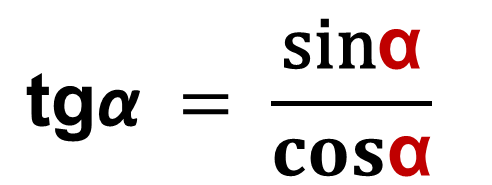 tgα = sinα / cosα